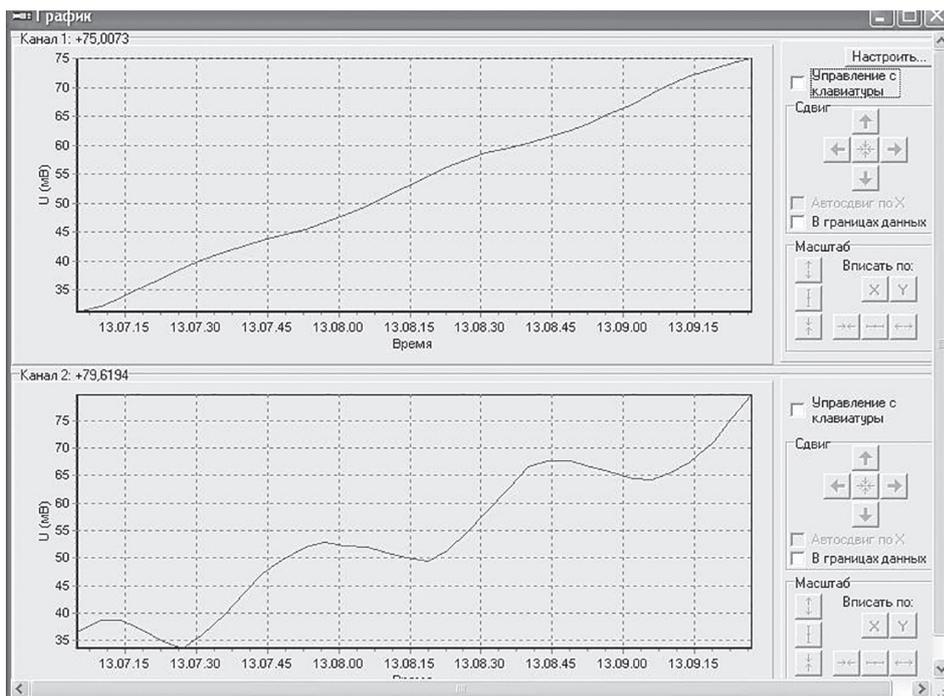 График
Канал 1: +75,0073
75
70
65
60
55
50
45
40
35
U (мВ)
13.07.15 13.07.30 13.07.45 13.08.00 13.08.15 13.08.30 13.08.45 13.09.00 13.09.15
Время
Настроить...
Управление с
клавиатуры
Сдвиг
Автосдвиг по X
В границах данных
Масштаб
Вписать по:
X Y
Канал 2: +79,6194
75
70
65
60
55
50
45
40
35
U (мВ)
13.07.15 13.07.30 13.07.45 13.08.00 13.08.15 13.08.30 13.08.45 13.09.00 13.09.15
Время
Управление с
клавиатуры
Сдвиг
Автосдвиг по X
В границах данных
Масштаб
Вписать по:
X Y